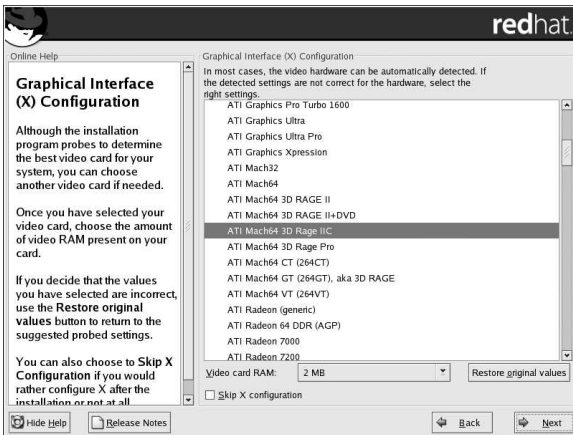 redhat.
Online Help
Graphical Interface
(X) Configuration
Although the installation
program probes to determine
the best video card for your
system, you can choose
another video card if needed.
Once you have selected your
video card, choose the amount
of video RAM present on your
card.
If you decide that the values
you have selected are incorrect,
use the Restore original
values button to return to the
suggested probed settings.
You can also choose to Skip X
Configuration if you would
rather configure X after the
installation or not at all.
Graphical Interface (X) Configuration
In most cases, the video hardware can be automatically detected. If
the detected settings are not correct for the hardware, select the
right settings.
ATI Graphics Pro Turbo 1600
ATI Graphics Ultra
ATI Graphics Ultra Pro
ATI Graphics Xpression
ATI Mach32
ATI Mach64
ATI Mach64 3D RAGE II
ATI Mach64 3D RAGE II+DVD
ATI Mach64 3D Rage IIC
ATI Mach64 3D Rage Pro
ATI Mach64 CT (264CT)
ATI Mach64 GT (264GT), aka 3D RAGE
ATI Mach64 VT (264VT)
ATI Radeon (generic)
ATI Radeon 64 DDR (AGP)
ATI Radeon 7000
ATI Radeon 7200
Video card RAM: 2 MB Restore original values
Skip X configuration
Hide Help Release Notes Back Next